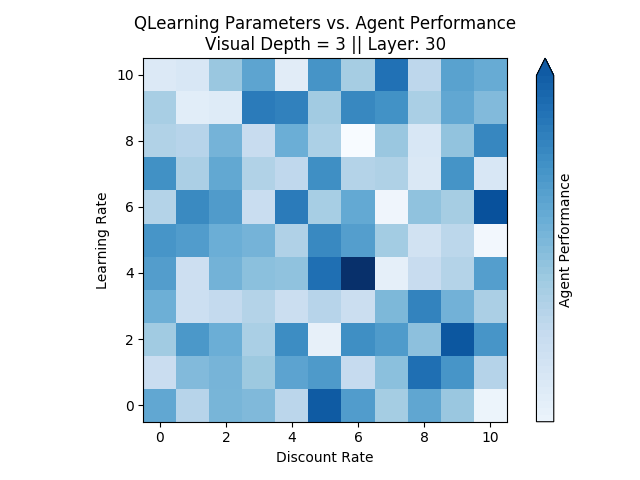 QLearning Parameters vs. Agent Performance
Visual Depth = 3 || Layer: 30
10
8
6
4
2
0
Learning Rate
0 2 4 6 8 10
Discount Rate
Agent Performance